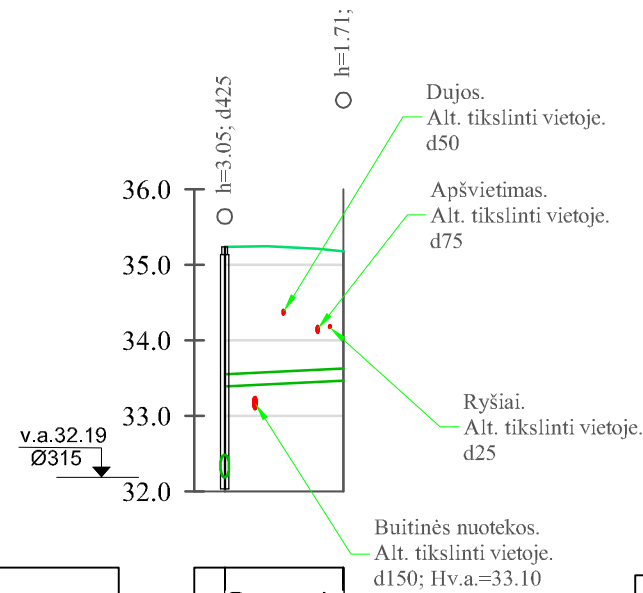 h=3.05; d425
h=1.71;
Dujos.
Alt. tikslinti vietoje.
d50
Apšvietimas.
Alt. tikslinti vietoje.
d75
36.0
35.0
34.0
33.0
32.0
v.a.32.19
Ø315
Ryšiai.
Alt. tikslinti vietoje.
d25
Buitinės nuotekos.
Alt. tikslinti vietoje.
d150; Hv.a.=33.10